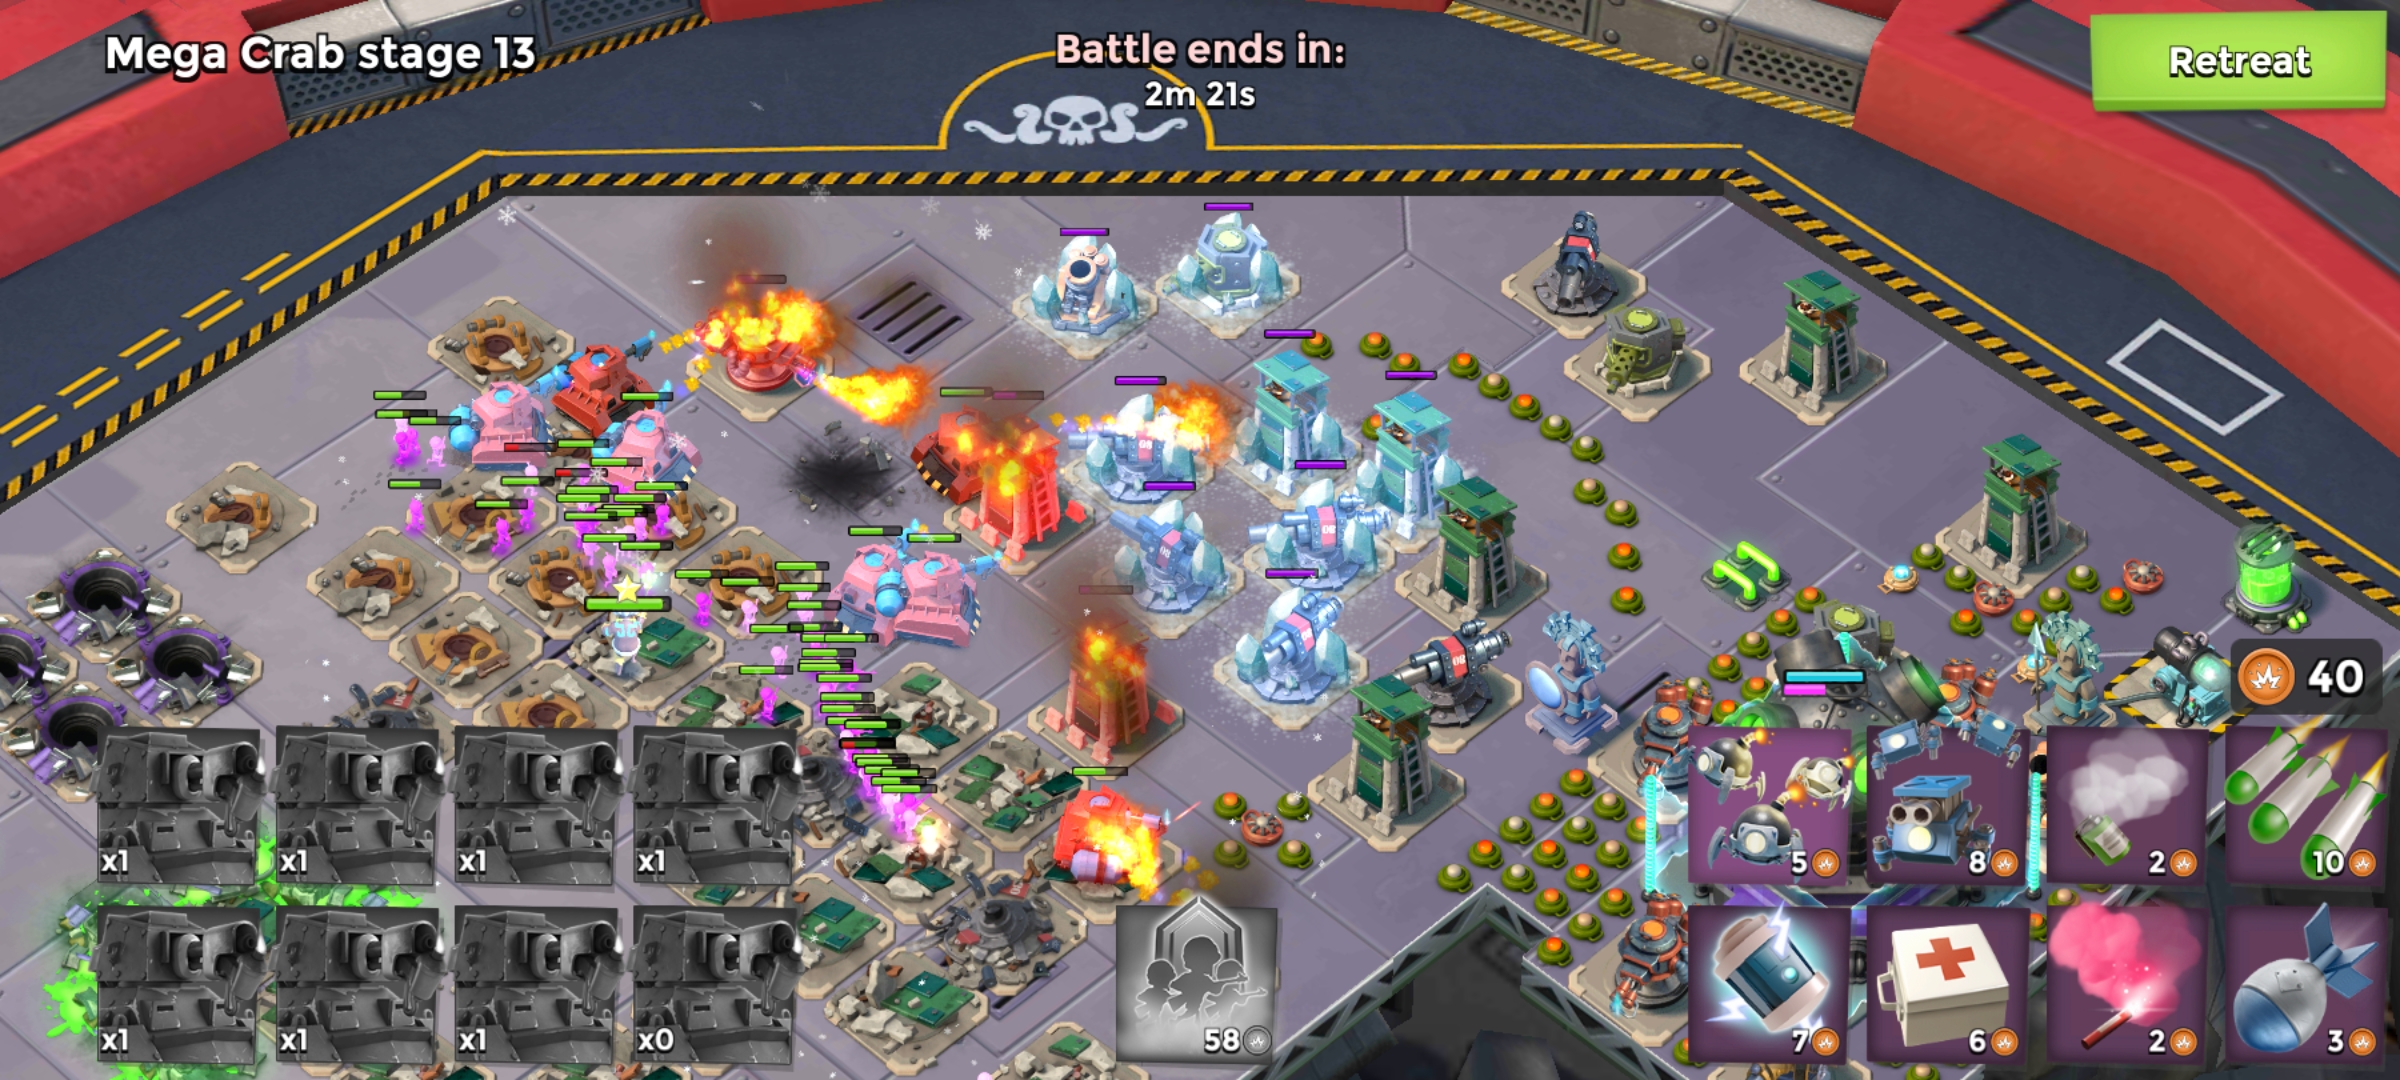 Mega Crab stage 13
Battle ends in:
2m 21s
Retreat
40
x1
x1
x1
x1
5
8
2
10
x1
x1
x1
x0
58
7
6
2
3